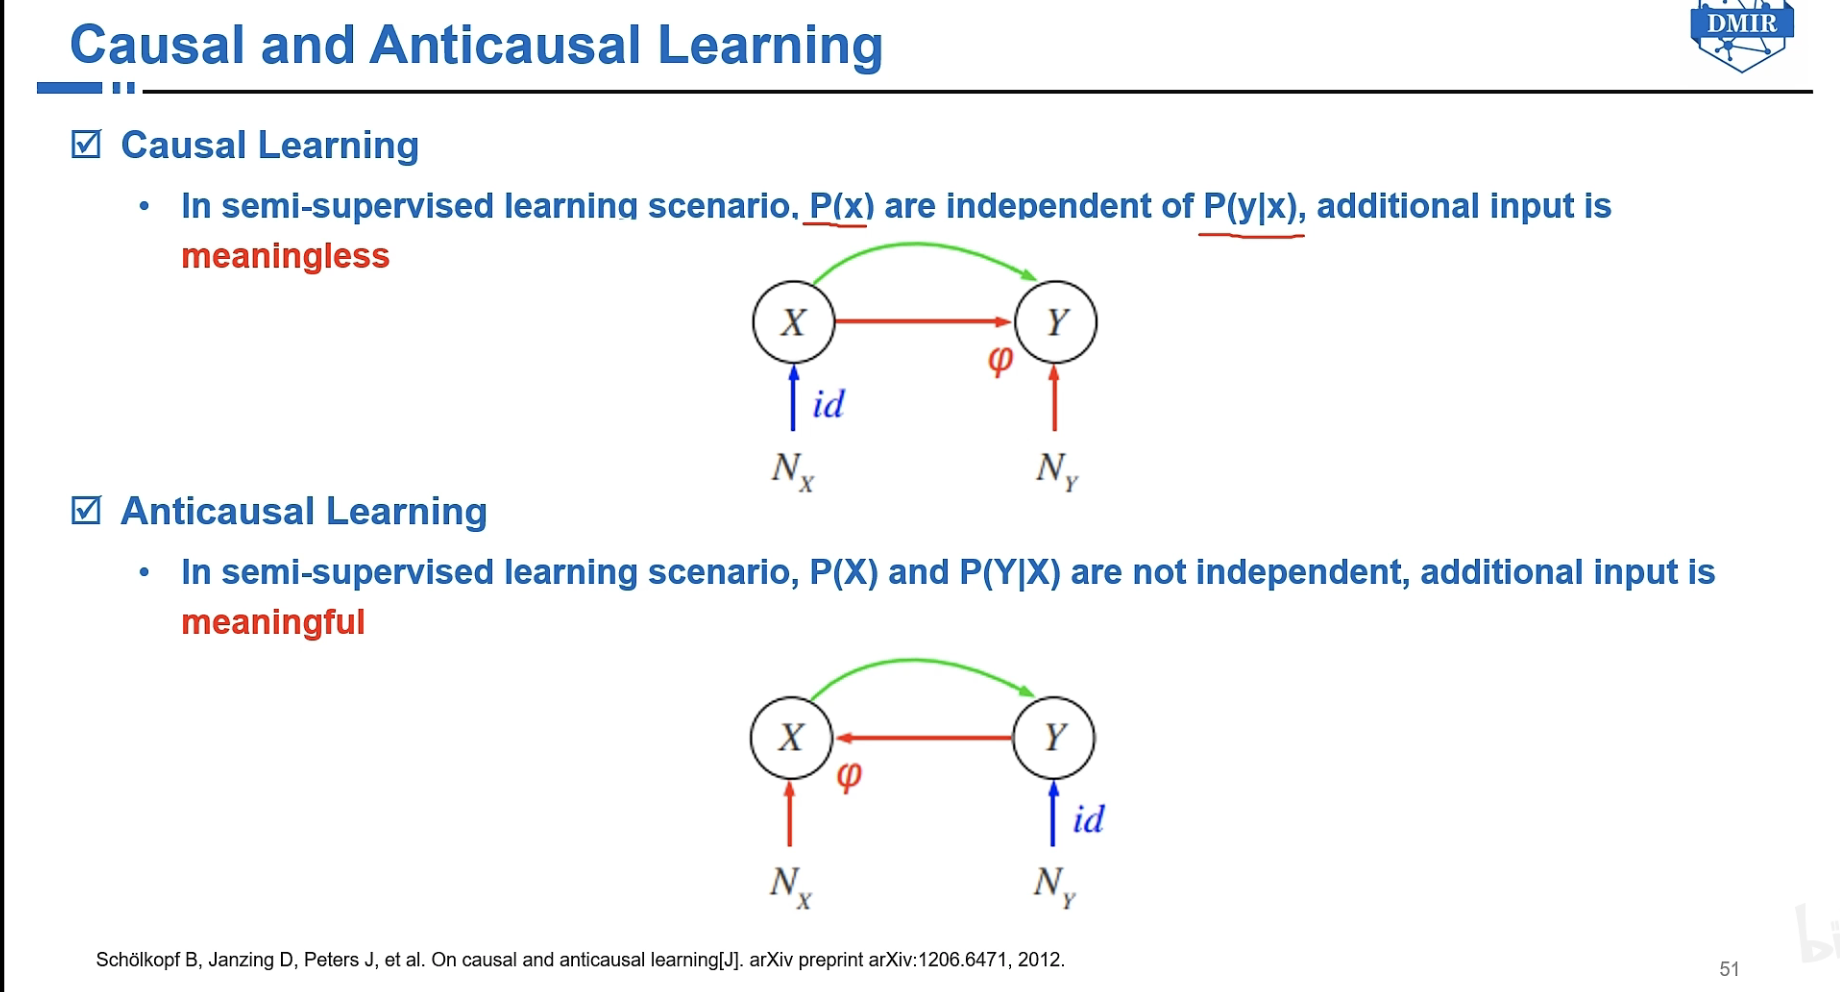 Causal and Anticausal Learning
DMIR
Causal Learning
• In semi-supervised learning scenario, P(x) are independent of P(y|x), additional input is
meaningless
X
Y
φ
id
N_X
N_Y
Anticausal Learning
• In semi-supervised learning scenario, P(X) and P(Y|X) are not independent, additional input is
meaningful
X
Y
φ
id
N_X
N_Y
Schölkopf B, Janzing D, Peters J, et al. On causal and anticausal learning[J]. arXiv preprint arXiv:1206.6471, 2012.
51